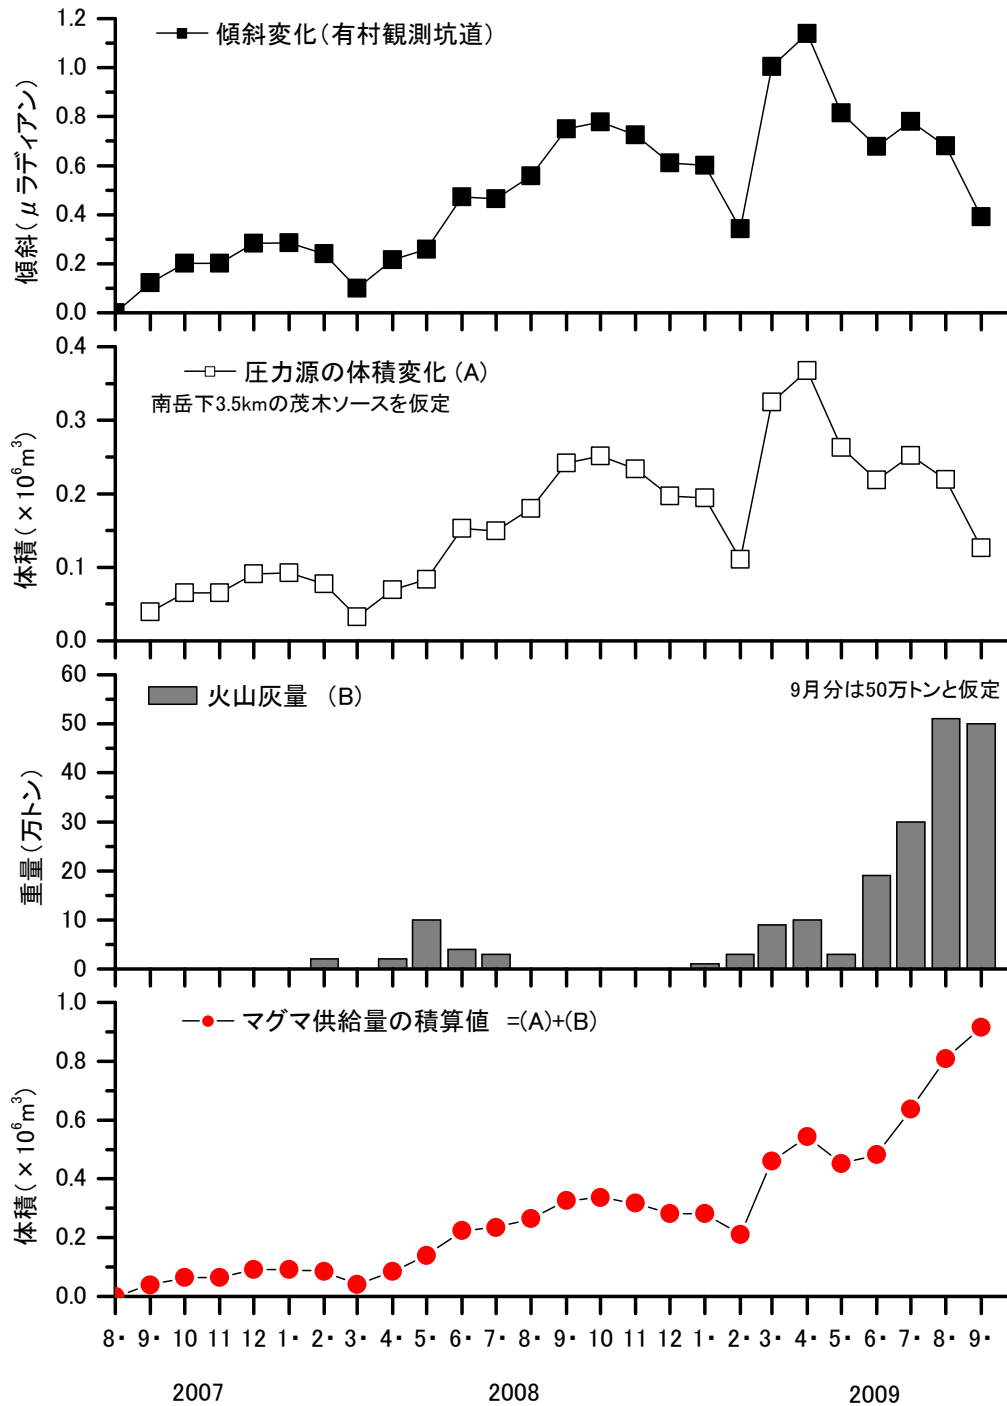 1.2
1.0
0.8
0.6
0.4
0.2
0.0
傾斜(μラディアン)
傾斜変化(有村観測坑道)
0.4
0.3
0.2
0.1
0.0
体積(×10⁶m³)
圧力源の体積変化(A)
南岳下3.5kmの茂木ソースを仮定
60
50
40
30
20
10
0
重量(万トン)
火山灰量 (B)
9月分は50万トンと仮定
1.0
0.8
0.6
0.4
0.2
0.0
体積(×10⁶m³)
マグマ供給量の積算値 =(A)+(B)
8・ 9・ 10 11 12 1・ 2・ 3・ 4・ 5・ 6・ 7・ 8・ 9・ 10 11 12 1・ 2・ 3・ 4・ 5・ 6・ 7・ 8・ 9・
2007 2008 2009